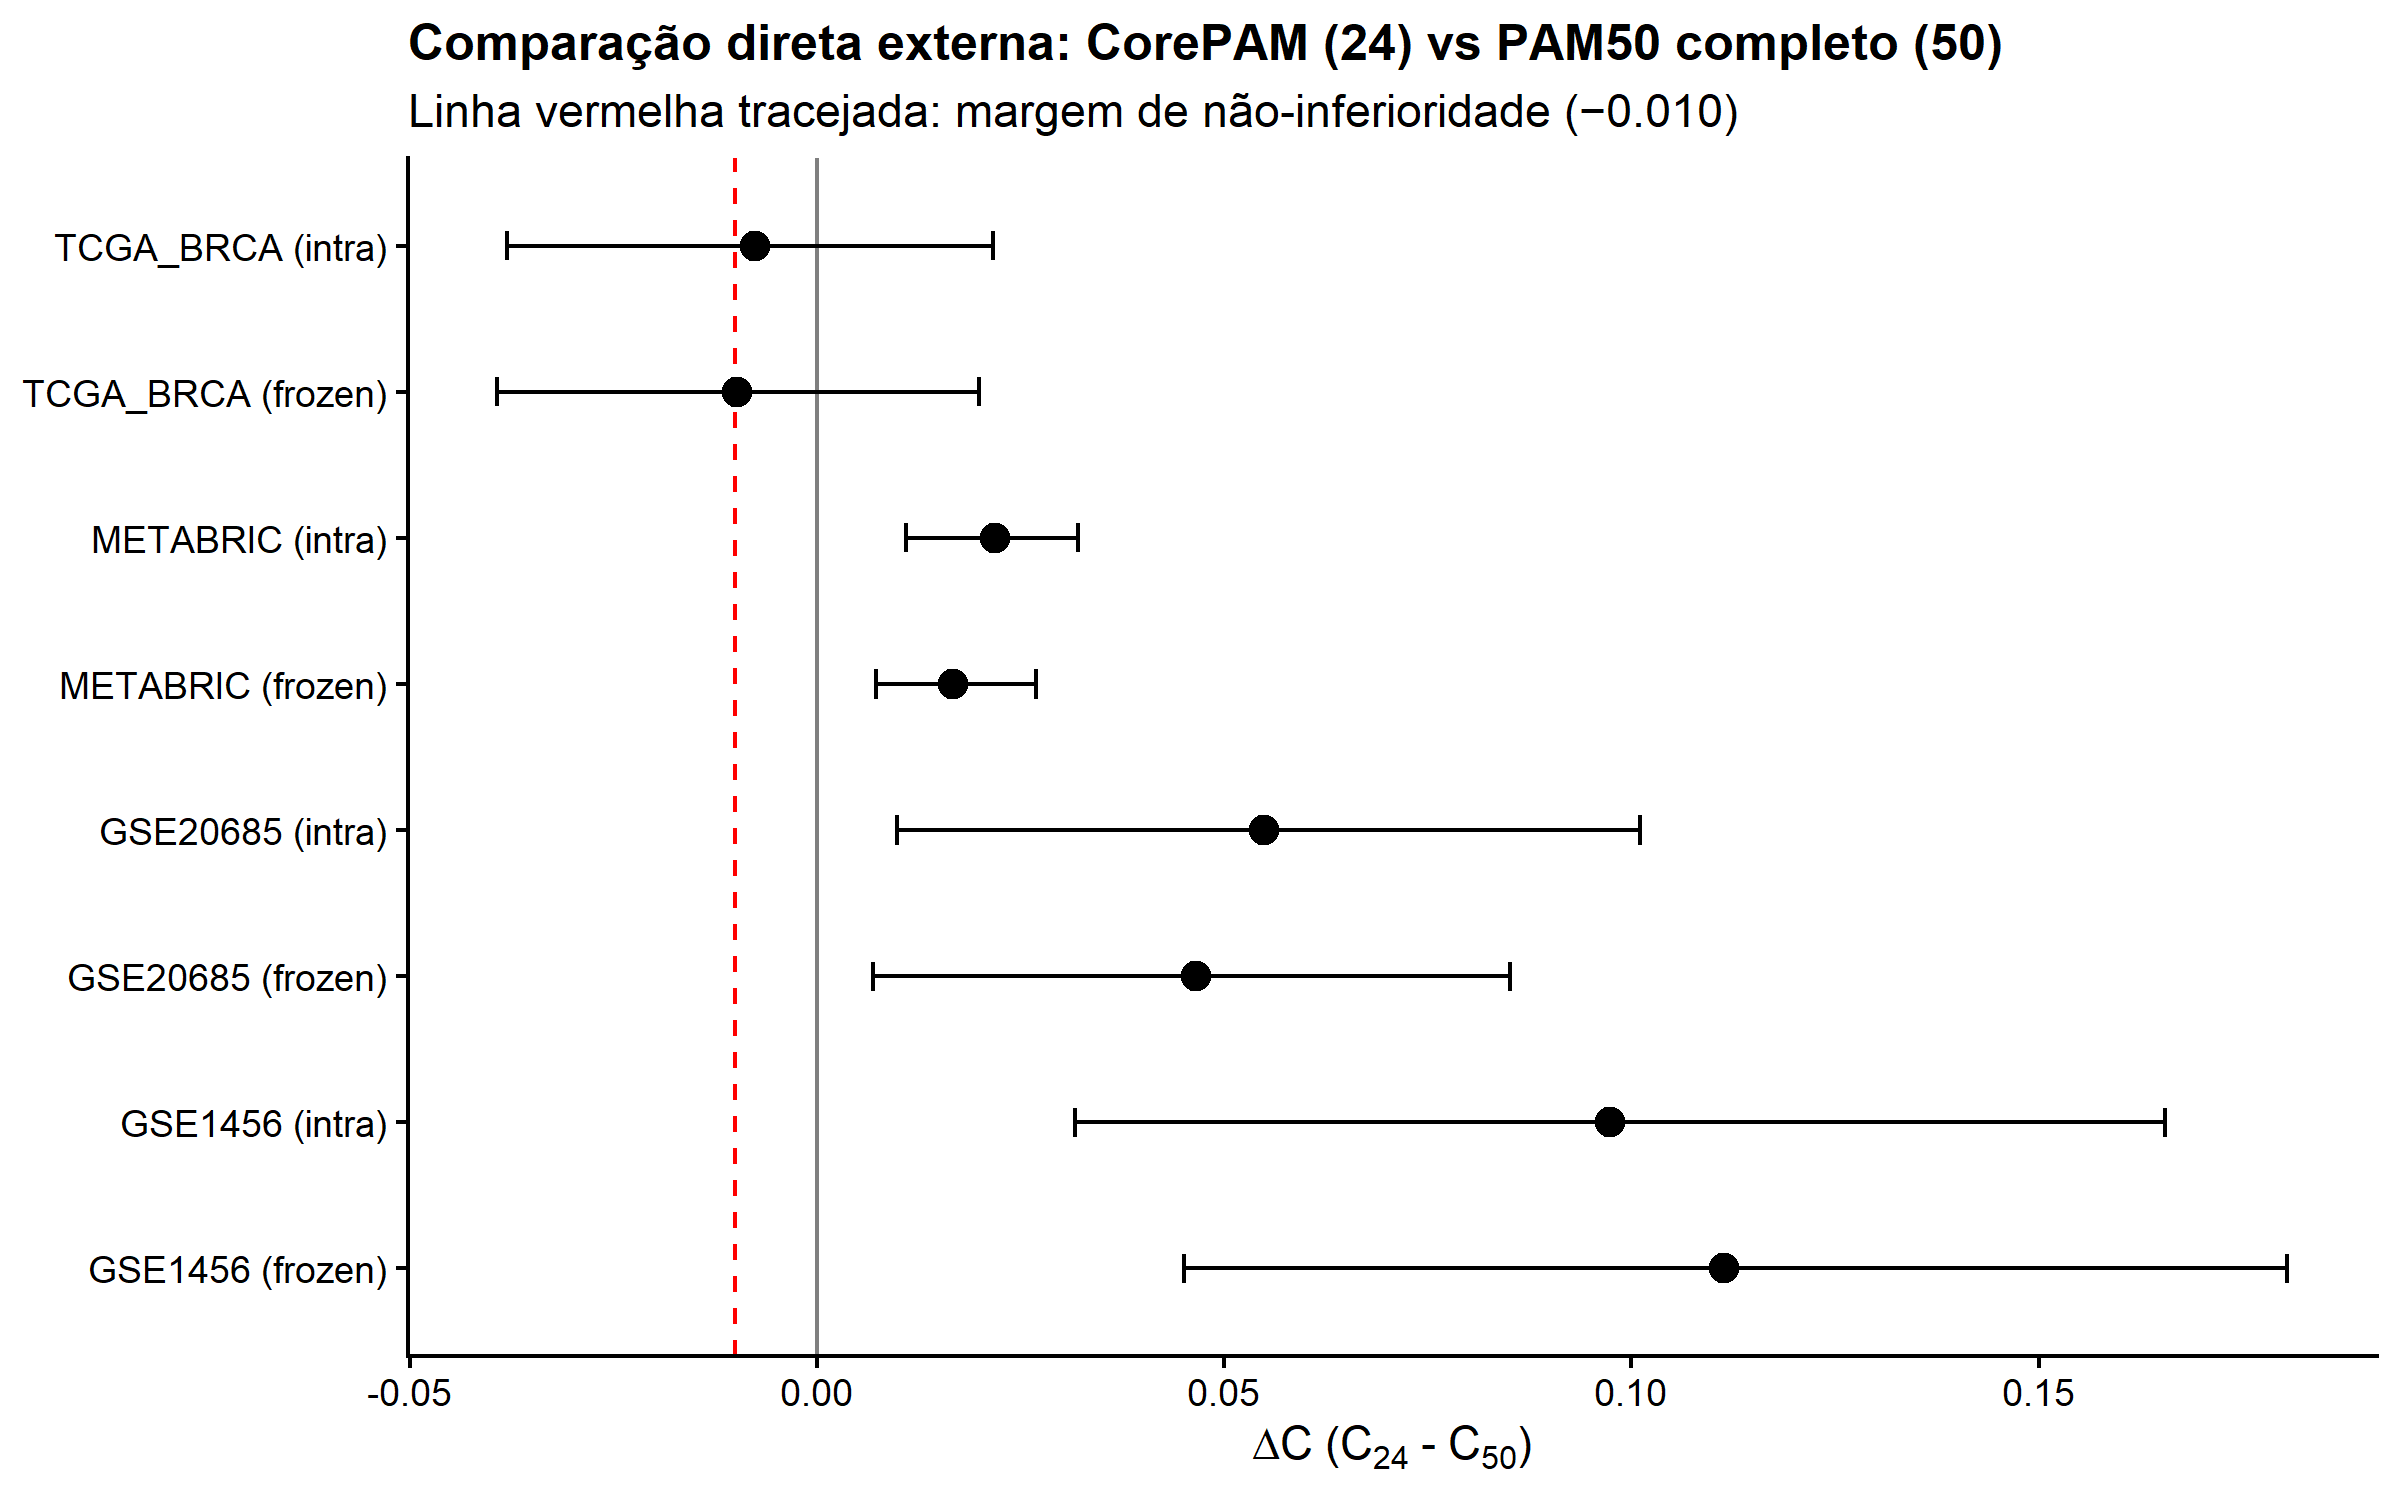 Comparação direta externa: CorePAM (24) vs PAM50 completo (50)
Linha vermelha tracejada: margem de não-inferioridade (−0.010)
TCGA_BRCA (intra)
TCGA_BRCA (frozen)
METABRIC (intra)
METABRIC (frozen)
GSE20685 (intra)
GSE20685 (frozen)
GSE1456 (intra)
GSE1456 (frozen)
-0.05 0.00 0.05 0.10 0.15
ΔC (C₂₄ - C₅₀)